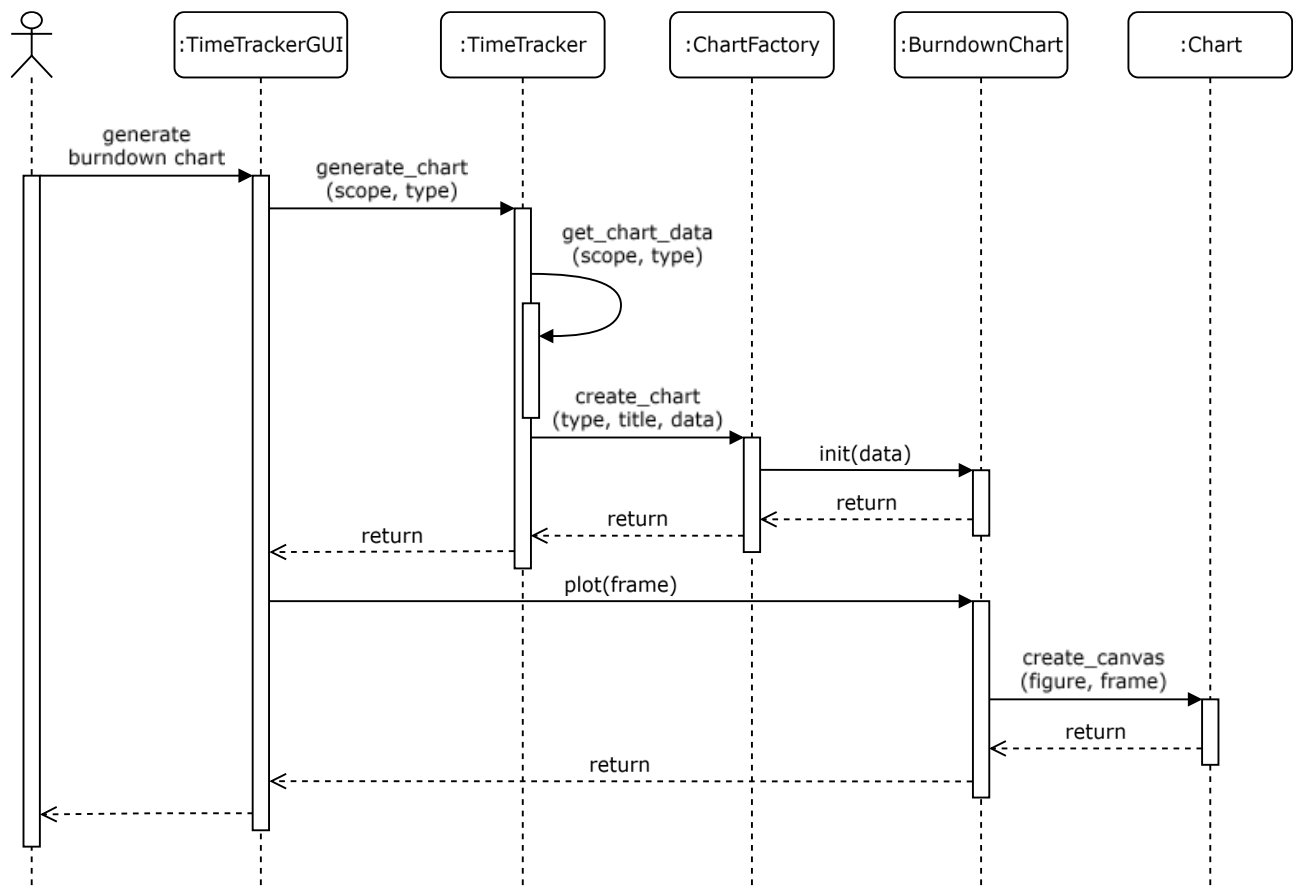 :TimeTrackerGUI
:TimeTracker
:ChartFactory
:BurndownChart
:Chart
generate
burndown chart
generate_chart
(scope, type)
get_chart_data
(scope, type)
create_chart
(type, title, data)
init(data)
return
return
return
plot(frame)
create_canvas
(figure, frame)
return
return